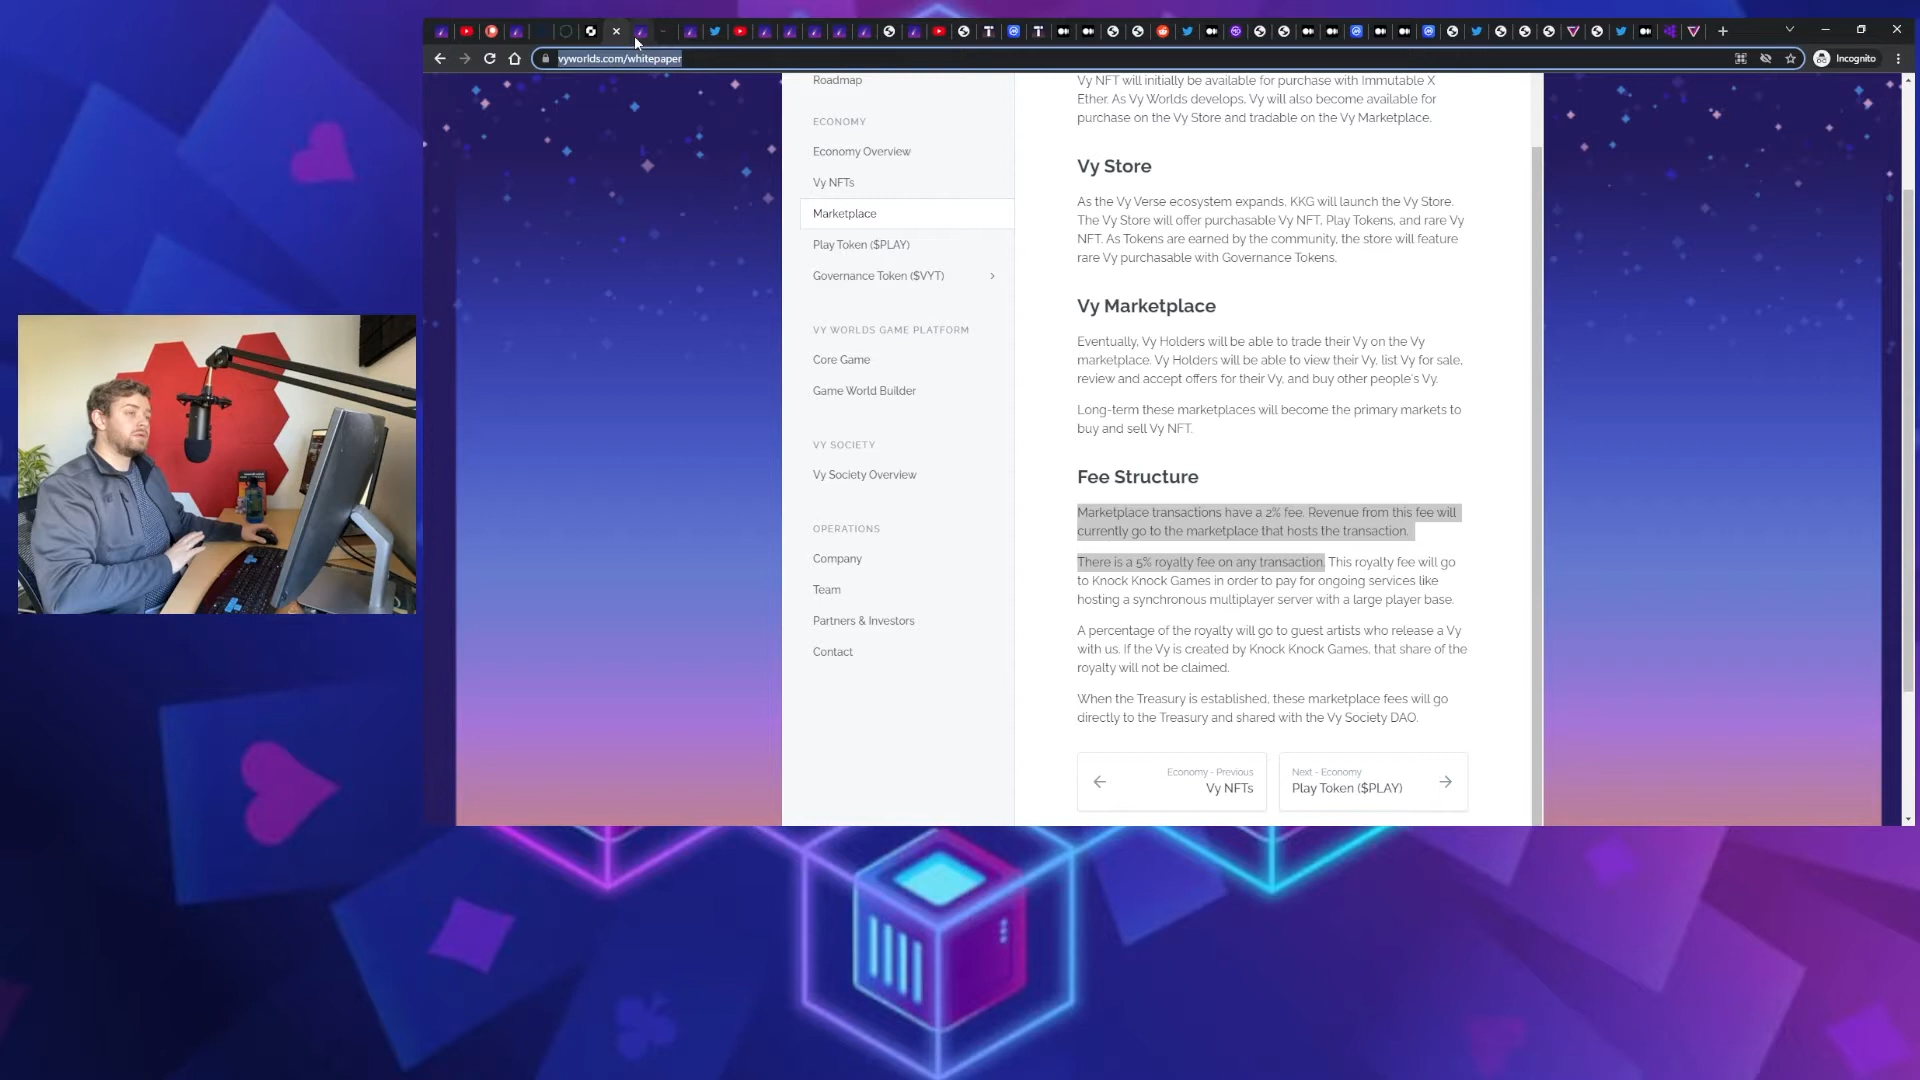 vyworlds.com/whitepaper
Incognito
Roadmap
ECONOMY
Economy Overview
Vy NFTs
Marketplace
Play Token ($PLAY)
Governance Token ($VYT)
VY WORLDS GAME PLATFORM
Core Game
Game World Builder
VY SOCIETY
Vy Society Overview
OPERATIONS
Company
Team
Partners & Investors
Contact
Vy NFT will initially be available for purchase with Immutable X
Ether. As Vy Worlds develops, Vy will also become available for
purchase on the Vy Store and tradable on the Vy Marketplace.
Vy Store
As the Vy Verse ecosystem expands, KKG will launch the Vy Store.
The Vy Store will offer purchasable Vy NFT, Play Tokens, and rare Vy
NFT. As Tokens are earned by the community, the store will feature
rare Vy purchasable with Governance Tokens.
Vy Marketplace
Eventually, Vy Holders will be able to trade their Vy on the Vy
marketplace. Vy Holders will be able to view their Vy, list Vy for sale,
review and accept offers for their Vy, and buy other people's Vy.
Long-term these marketplaces will become the primary markets to
buy and sell Vy NFT.
Fee Structure
Marketplace transactions have a 2% fee. Revenue from this fee will
currently go to the marketplace that hosts the transaction.
There is a 5% royalty fee on any transaction. This royalty fee will go
to Knock Knock Games in order to pay for ongoing services like
hosting a synchronous multiplayer server with a large player base.
A percentage of the royalty will go to guest artists who release a Vy
with us. If the Vy is created by Knock Knock Games, that share of the
royalty will not be claimed.
When the Treasury is established, these marketplace fees will go
directly to the Treasury and shared with the Vy Society DAO.
Economy - Previous
Vy NFTs
Next - Economy
Play Token ($PLAY)